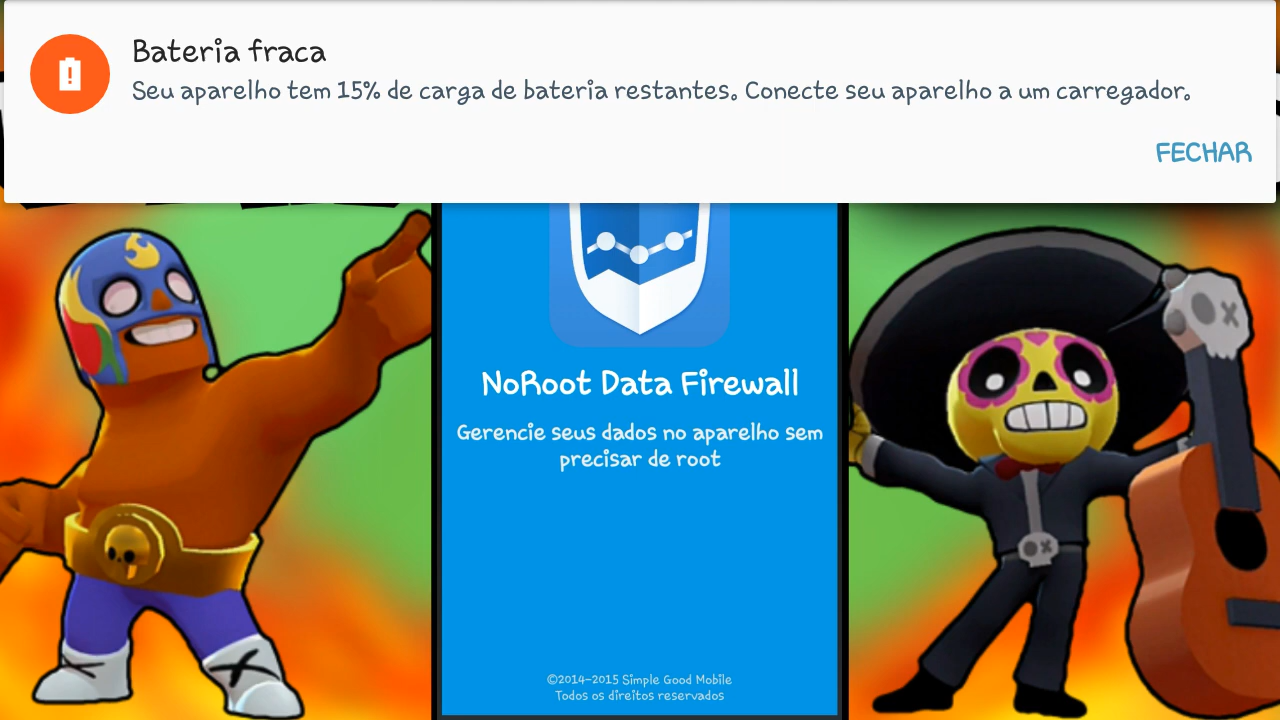 Bateria fraca
Seu aparelho tem 15% de carga de bateria restantes. Conecte seu aparelho a um carregador.
FECHAR
NoRoot Data Firewall
Gerencie seus dados no aparelho sem
precisar de root
©2014-2015 Simple Good Mobile
Todos os direitos reservados